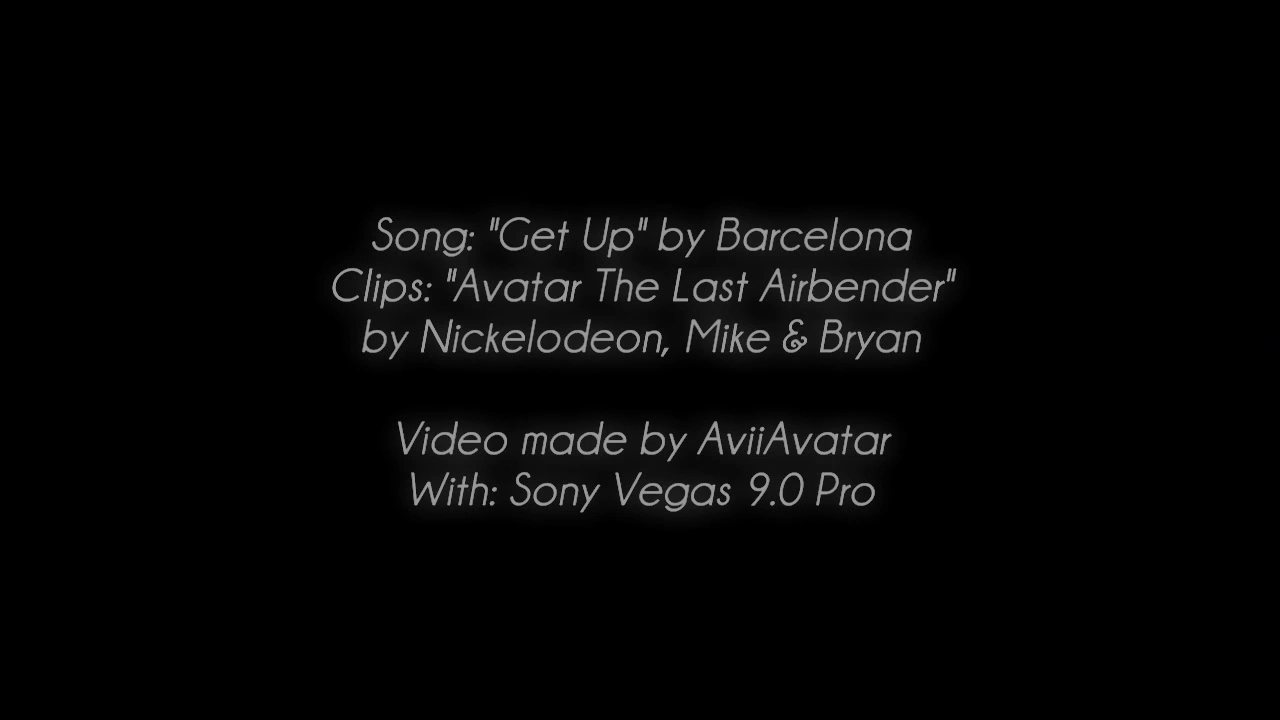 Song: "Get Up" by Barcelona
Clips: "Avatar The Last Airbender"
by Nickelodeon, Mike & Bryan
Video made by AviiAvatar
With: Sony Vegas 9.0 Pro